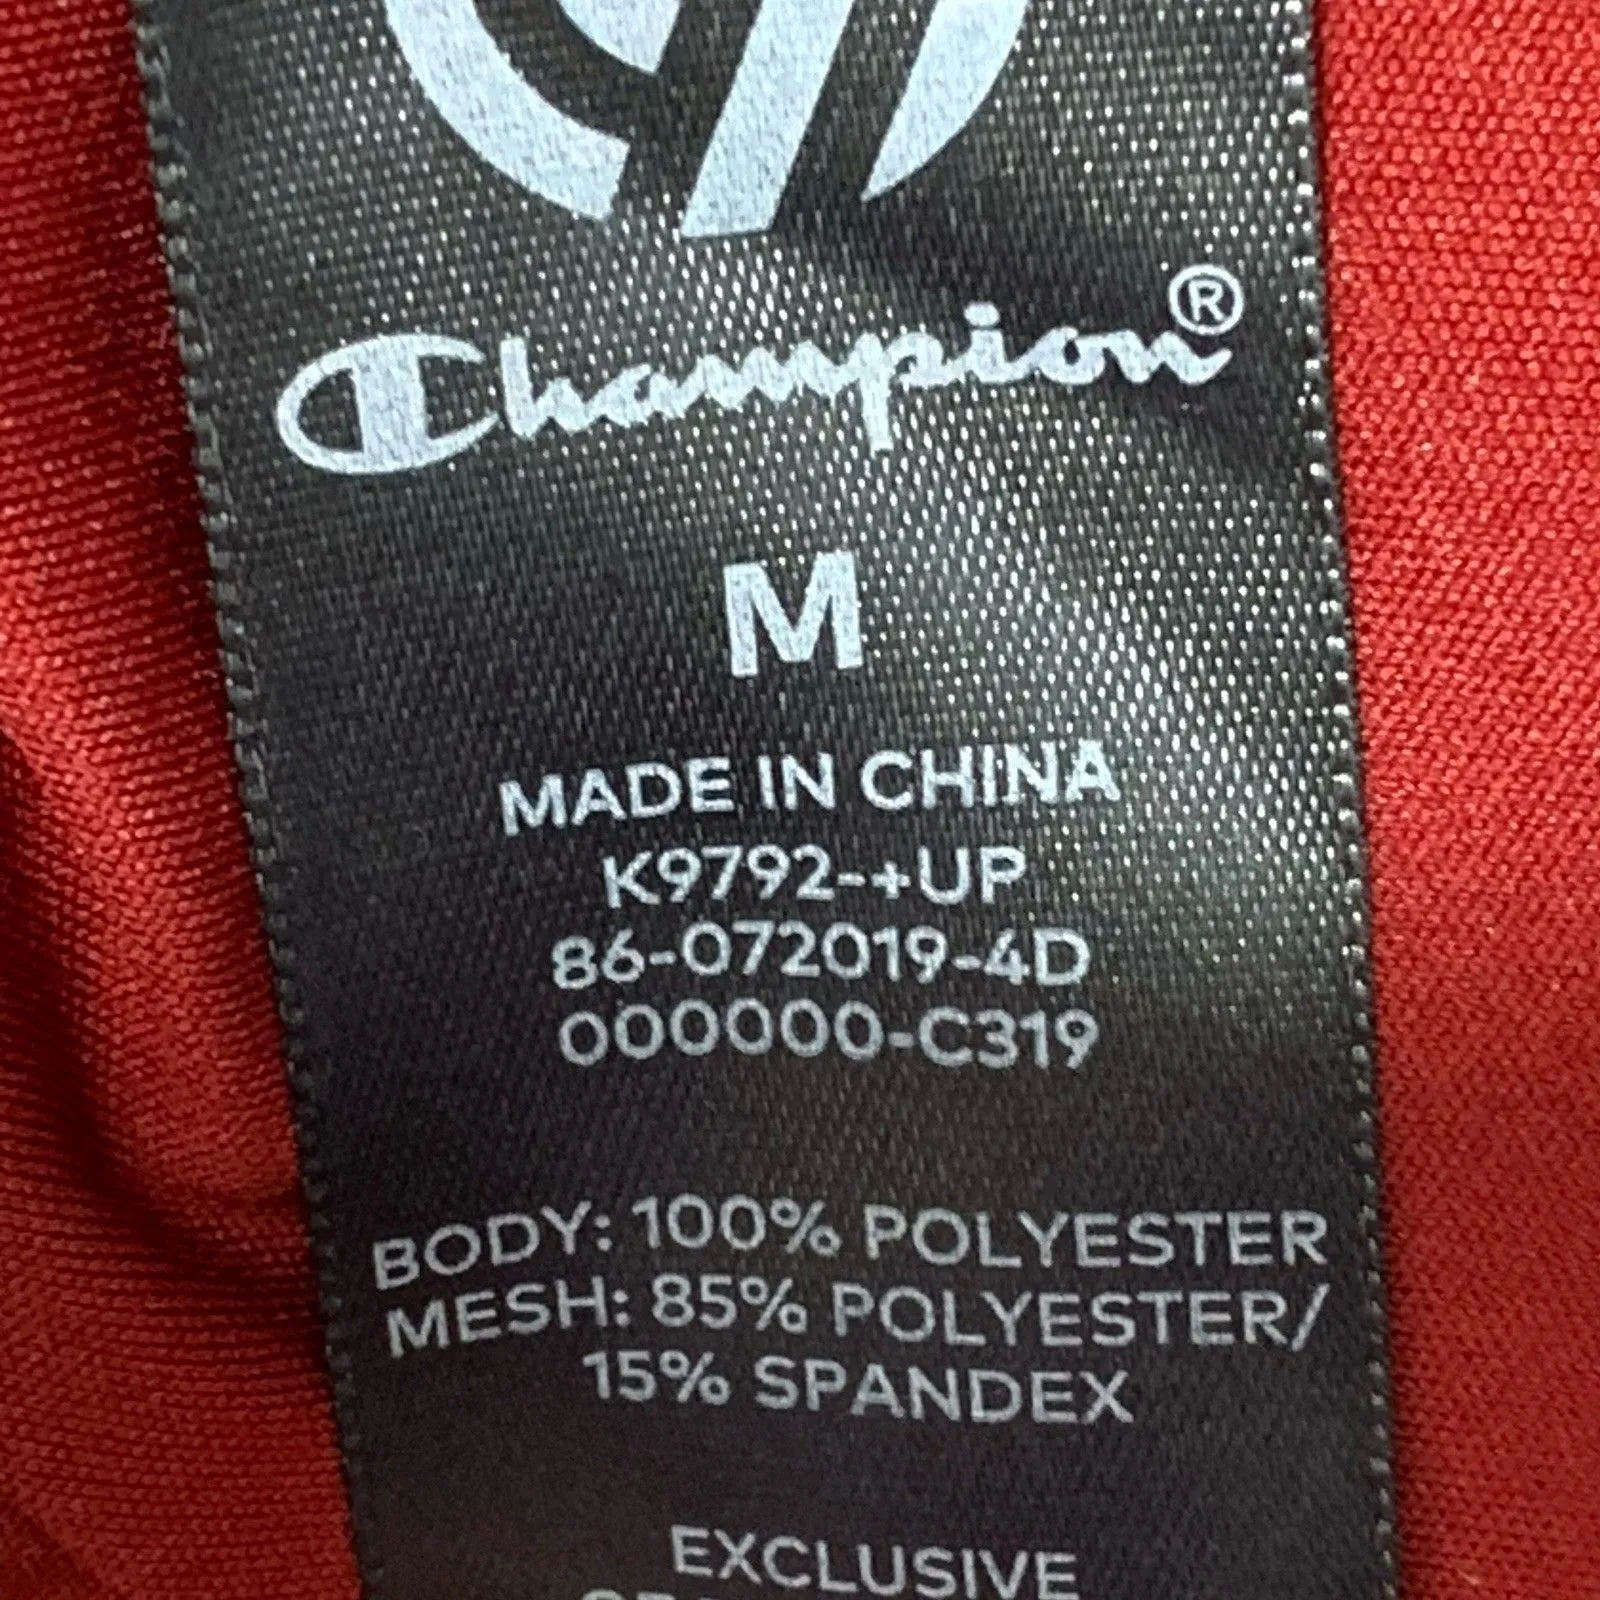 Champion®
M
MADE IN CHINA
K9792-+UP
86-072019-4D
000000-C319
BODY: 100% POLYESTER
MESH: 85% POLYESTER/
15% SPANDEX
EXCLUSIVE